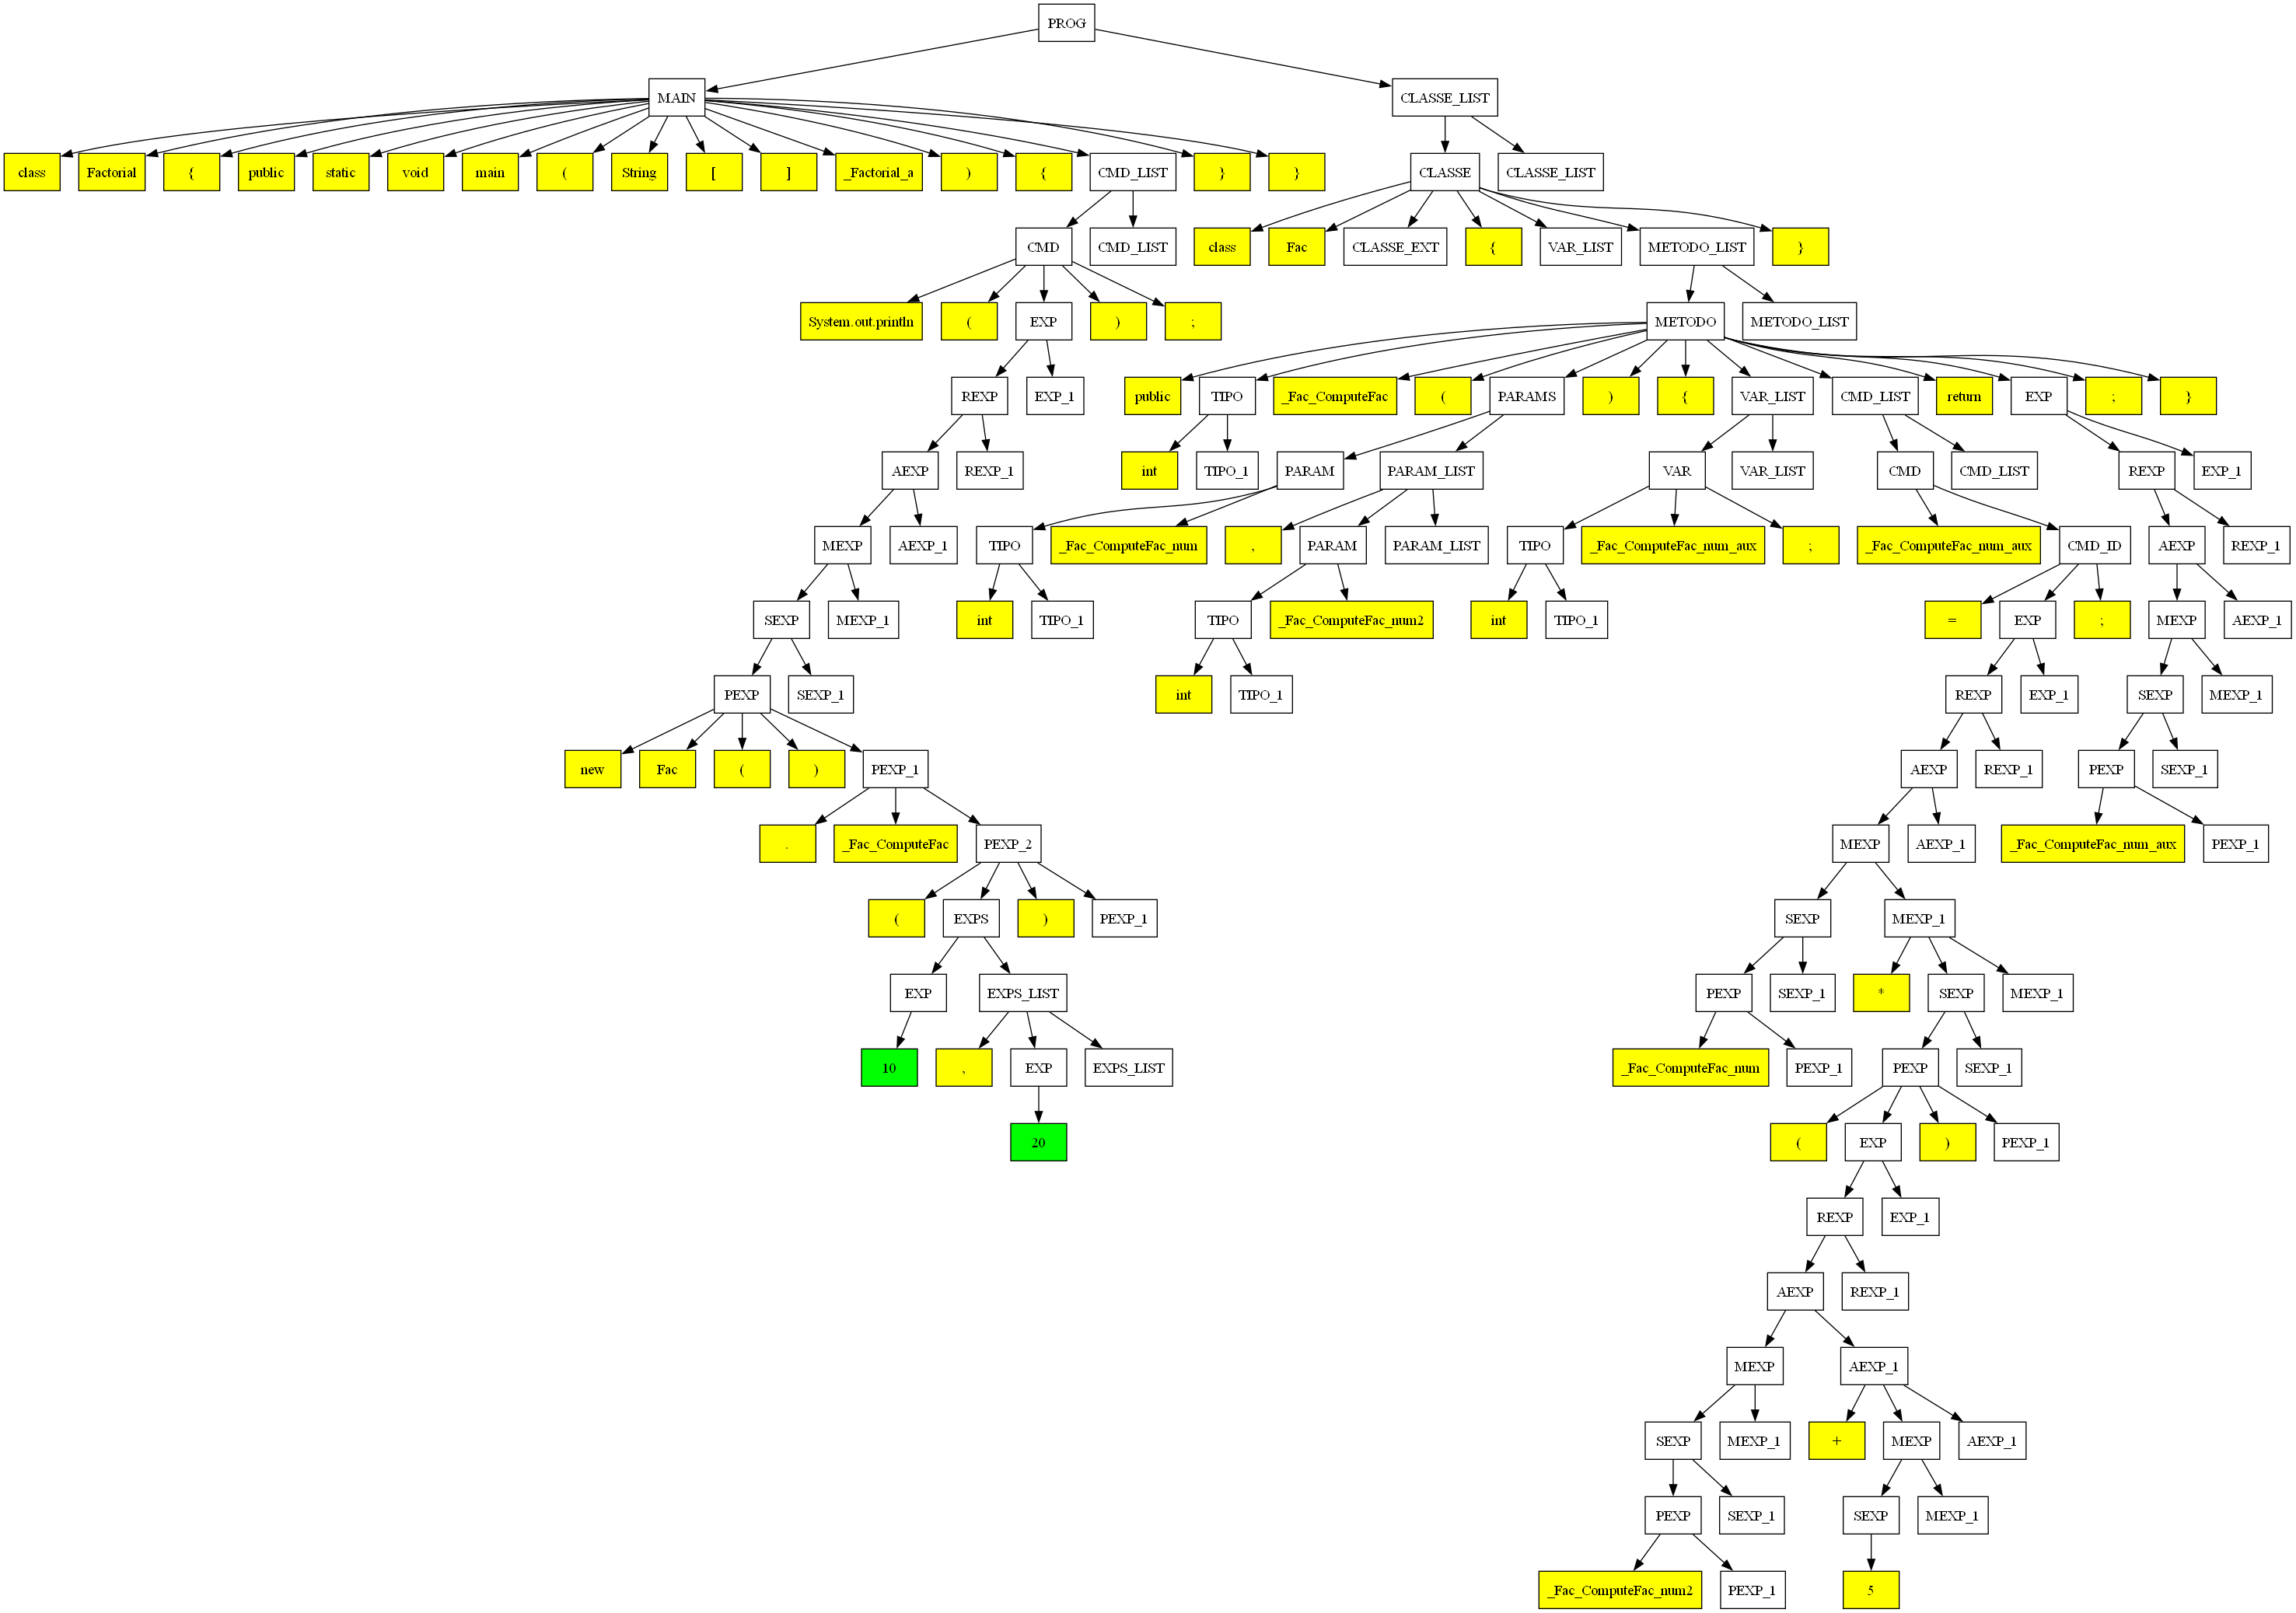 PROG
MAIN CLASSE_LIST
class Factorial { public static void main ( String [ ] _Factorial_a ) { CMD_LIST } } CLASSE CLASSE_LIST
CMD CMD_LIST class Fac CLASSE_EXT { VAR_LIST METODO_LIST }
System.out.println ( EXP ) ; METODO METODO_LIST
REXP EXP_1 public TIPO _Fac_ComputeFac ( PARAMS ) { VAR_LIST CMD_LIST return EXP ; }
AEXP REXP_1 int TIPO_1 PARAM PARAM_LIST VAR VAR_LIST CMD CMD_LIST REXP EXP_1
MEXP AEXP_1 TIPO _Fac_ComputeFac_num , PARAM PARAM_LIST TIPO _Fac_ComputeFac_num_aux ; _Fac_ComputeFac_num_aux CMD_ID AEXP REXP_1
SEXP MEXP_1 int TIPO_1 TIPO _Fac_ComputeFac_num2 int TIPO_1 = EXP ; MEXP AEXP_1
PEXP SEXP_1 int TIPO_1 REXP EXP_1 SEXP MEXP_1
new Fac ( ) PEXP_1 AEXP REXP_1 PEXP SEXP_1
. _Fac_ComputeFac PEXP_2 MEXP AEXP_1 _Fac_ComputeFac_num_aux PEXP_1
( EXPS ) PEXP_1 SEXP MEXP_1
EXP EXPS_LIST PEXP SEXP_1 * SEXP MEXP_1
10 , EXP EXPS_LIST _Fac_ComputeFac_num PEXP_1 PEXP SEXP_1
20 ( EXP ) PEXP_1
REXP EXP_1
AEXP REXP_1
MEXP AEXP_1
SEXP MEXP_1 + MEXP AEXP_1
PEXP SEXP_1 SEXP MEXP_1
_Fac_ComputeFac_num2 PEXP_1 5